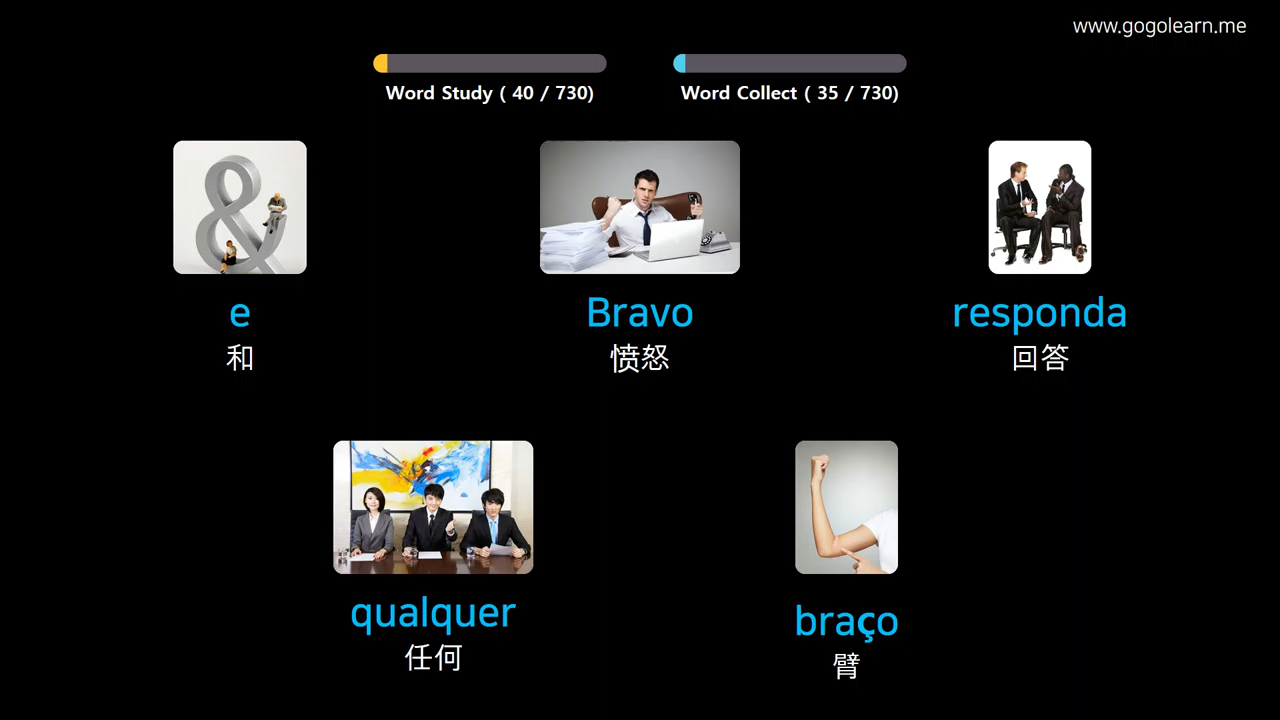 www.gogolearn.me
Word Study ( 40 / 730)
Word Collect ( 35 / 730)
e
和
Bravo
愤怒
responda
回答
qualquer
任何
braço
臂